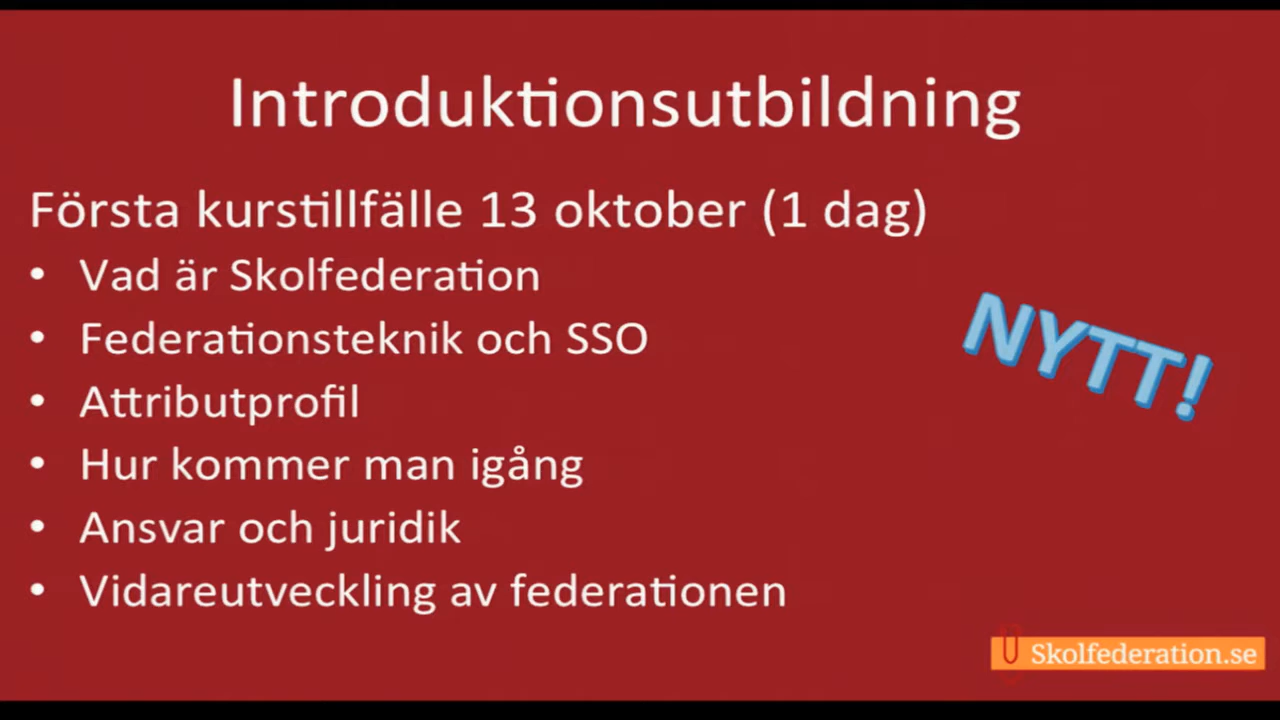 Introduktionsutbildning
Första kurstillfälle 13 oktober (1 dag)
• Vad är Skolfederation
• Federationsteknik och SSO
• Attributprofil
• Hur kommer man igång
• Ansvar och juridik
• Vidareutveckling av federationen
NYTT!
Skolfederation.se